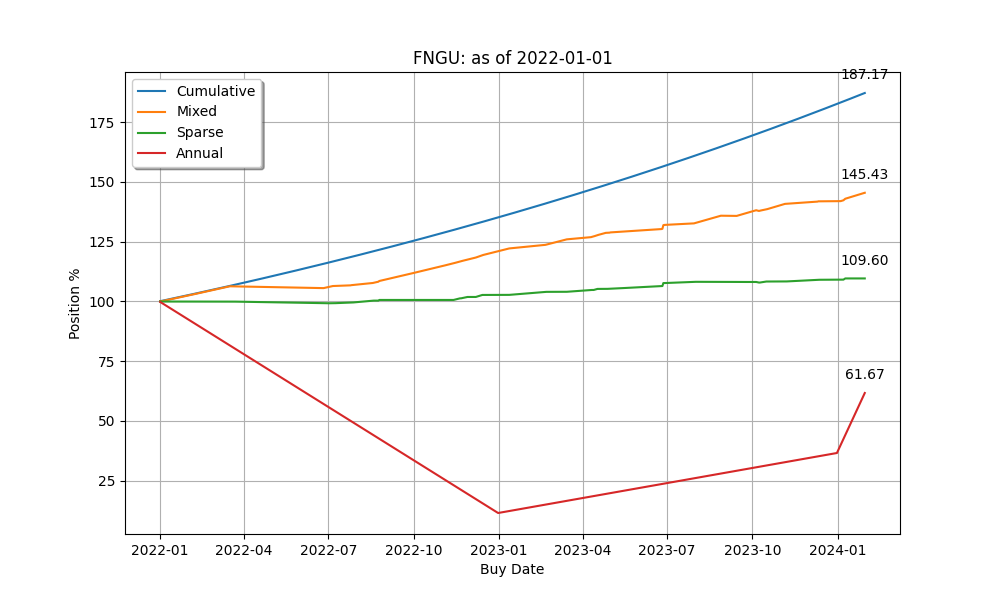 FNGU: as of 2022-01-01
187.17
Cumulative
Mixed
Sparse
Annual
175
150
145.43
125
109.60
100
Position %
75
61.67
50
25
2022-01 2022-04 2022-07 2022-10 2023-01 2023-04 2023-07 2023-10 2024-01
Buy Date